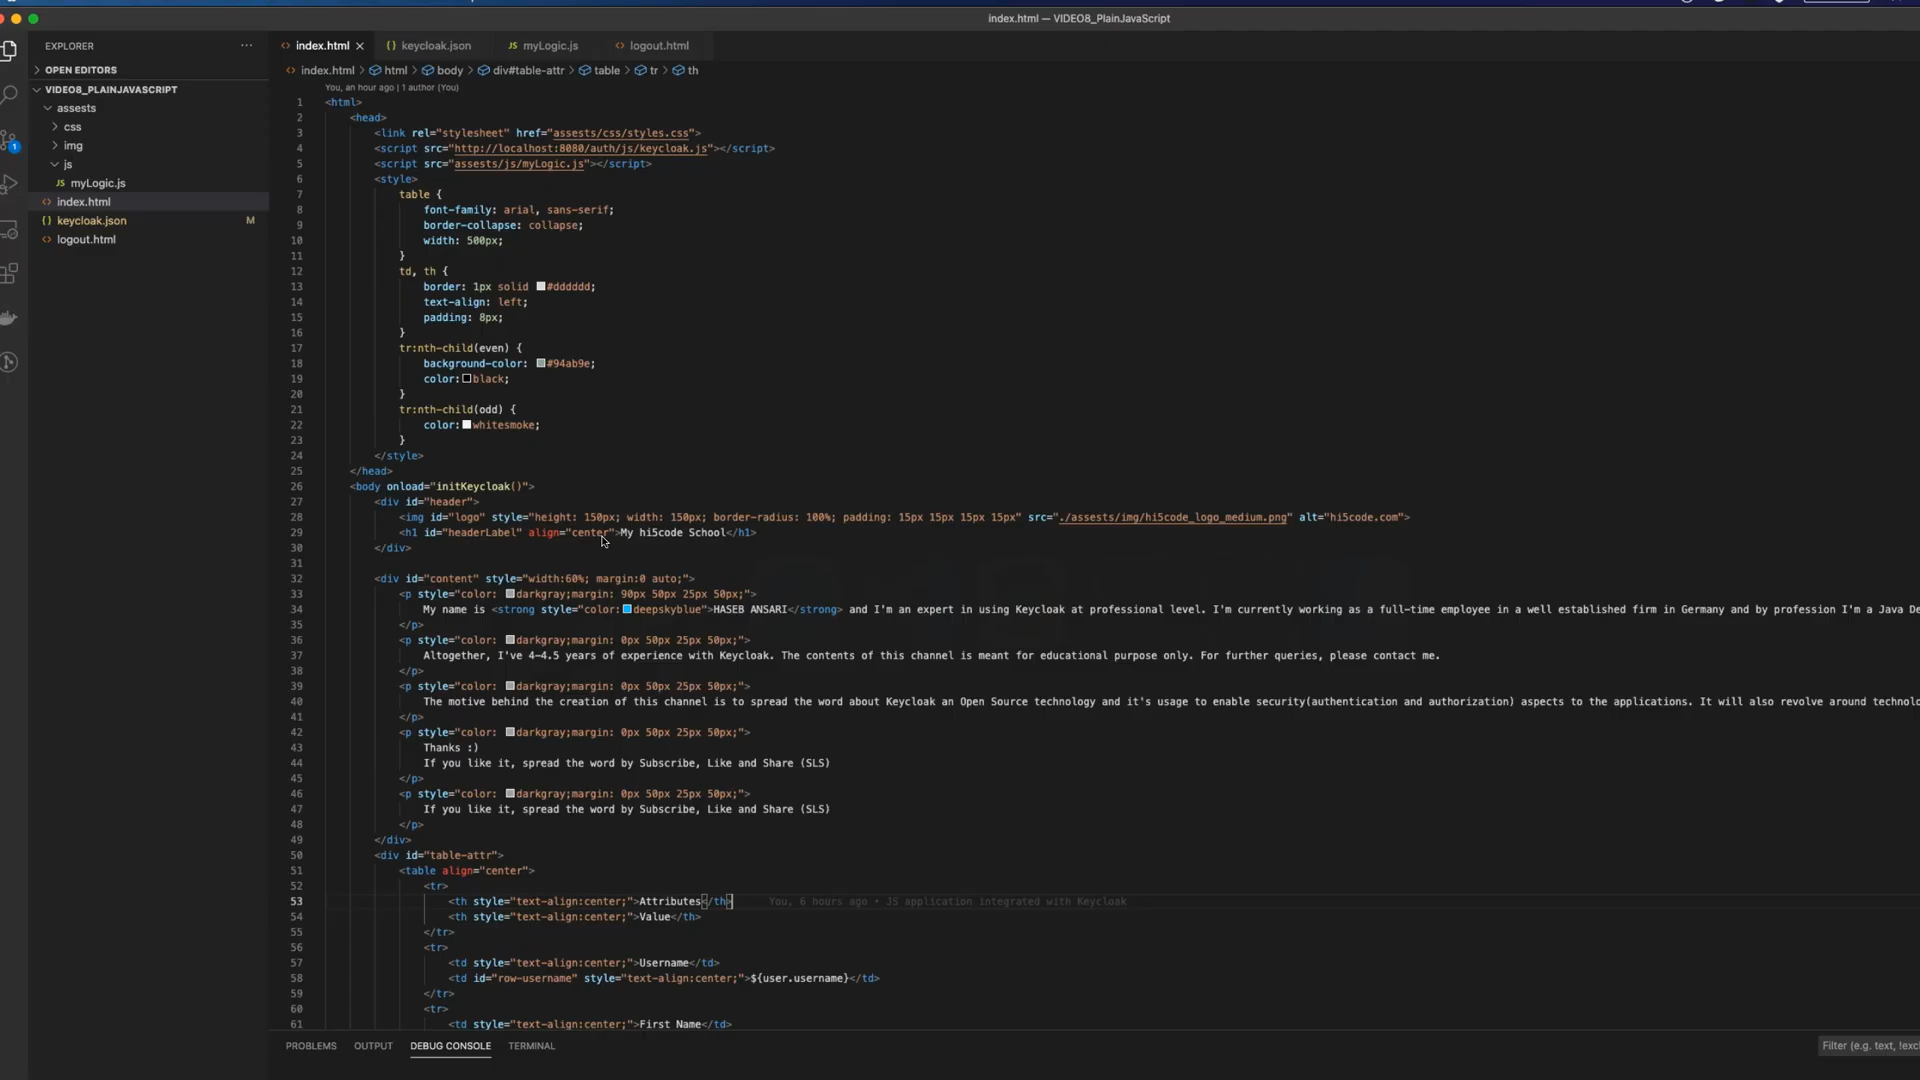 index.html — VIDEO8_PlainJavaScript
EXPLORER
OPEN EDITORS
VIDEO8_PLAINJAVASCRIPT
assests
css
img
js
JS myLogic.js
<> index.html
{} keycloak.json M
<> logout.html
1
<> index.html ×
{} keycloak.json
JS myLogic.js
<> logout.html
<> index.html > html > body > div#table-attr > table > tr > th
You, an hour ago | 1 author (You)
1 <html>
2 <head>
3 <link rel="stylesheet" href="assests/css/styles.css">
4 <script src="http://localhost:8080/auth/js/keycloak.js"></script>
5 <script src="assests/js/myLogic.js"></script>
6 <style>
7 table {
8 font-family: arial, sans-serif;
9 border-collapse: collapse;
10 width: 500px;
11 }
12 td, th {
13 border: 1px solid #dddddd;
14 text-align: left;
15 padding: 8px;
16 }
17 tr:nth-child(even) {
18 background-color: #94ab9e;
19 color:black;
20 }
21 tr:nth-child(odd) {
22 color:whitesmoke;
23 }
24 </style>
25 </head>
26 <body onload="initKeycloak()">
27 <div id="header">
28 <img id="logo" style="height: 150px; width: 150px; border-radius: 100%; padding: 15px 15px 15px 15px" src="./assests/img/hi5code_logo_medium.png" alt="hi5code.com">
29 <h1 id="headerLabel" align="center">My hi5code School</h1>
30 </div>
31
32 <div id="content" style="width:60%; margin:0 auto;">
33 <p style="color: darkgray;margin: 90px 50px 25px 50px;">
34 My name is <strong style="color:deepskyblue">HASEB ANSARI</strong> and I'm an expert in using Keycloak at professional level. I'm currently working as a full-time employee in a well established firm in Germany and by profession I'm a Java De
35 </p>
36 <p style="color: darkgray;margin: 0px 50px 25px 50px;">
37 Altogether, I've 4-4.5 years of experience with Keycloak. The contents of this channel is meant for educational purpose only. For further queries, please contact me.
38 </p>
39 <p style="color: darkgray;margin: 0px 50px 25px 50px;">
40 The motive behind the creation of this channel is to spread the word about Keycloak an Open Source technology and it's usage to enable security(authentication and authorization) aspects to the applications. It will also revolve around technolo
41 </p>
42 <p style="color: darkgray;margin: 0px 50px 25px 50px;">
43 Thanks :)
44 If you like it, spread the word by Subscribe, Like and Share (SLS)
45 </p>
46 <p style="color: darkgray;margin: 0px 50px 25px 50px;">
47 If you like it, spread the word by Subscribe, Like and Share (SLS)
48 </p>
49 </div>
50 <div id="table-attr">
51 <table align="center">
52 <tr>
53 <th style="text-align:center;">Attributes</th> You, 6 hours ago • JS application integrated with Keycloak
54 <th style="text-align:center;">Value</th>
55 </tr>
56 <tr>
57 <td style="text-align:center;">Username</td>
58 <td id="row-username" style="text-align:center;">${user.username}</td>
59 </tr>
60 <tr>
61 <td style="text-align:center;">First Name</td>
PROBLEMS OUTPUT DEBUG CONSOLE TERMINAL
Filter (e.g. text, !excl